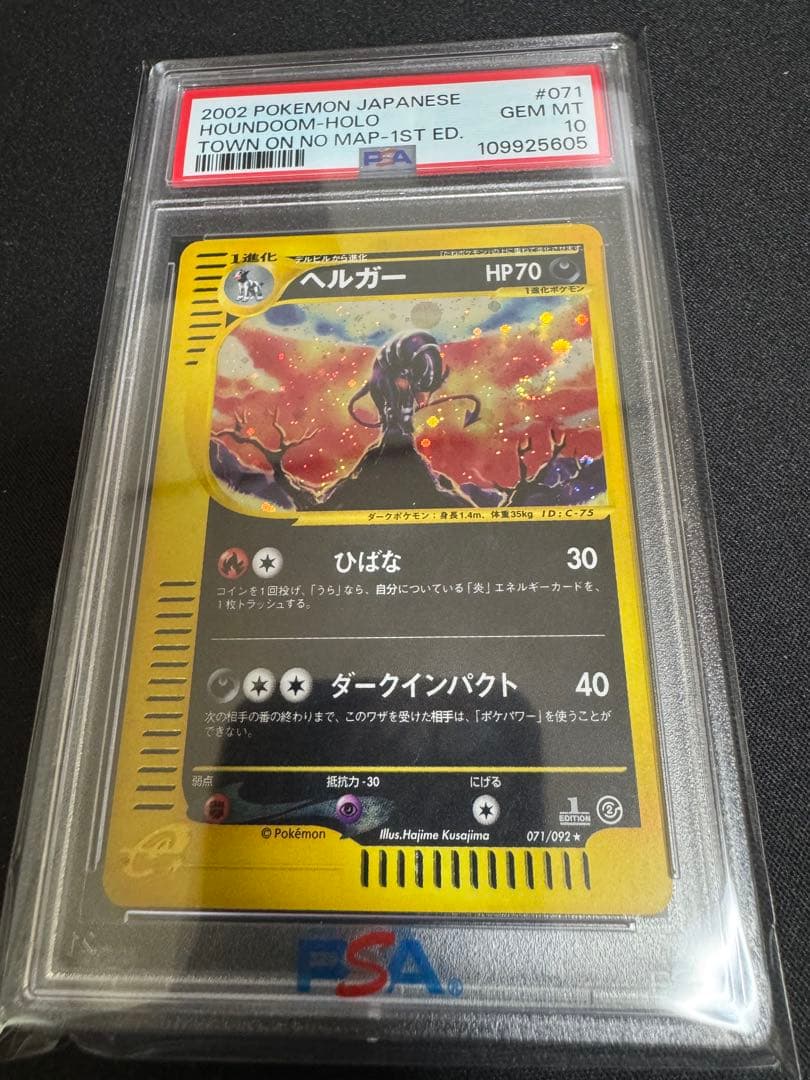 2002 POKEMON JAPANESE #071
HOUNDOOM-HOLO GEM MT
TOWN ON NO MAP-1ST ED. 10
PSA 109925605
1進化 デルビルから進化
ヘルガー HP70
1進化ポケモン
ダークポケモン:身長1.4m、体重35kg ID:C-75
ひばな 30
コインを1回投げ、「うら」なら、自分についている「炎」エネルギーカードを、
1枚トラッシュする。
ダークインパクト 40
次の相手の番の終わりまで、このワザを受けた相手は、「ポケパワー」を使うことが
できない。
弱点 抵抗力-30 にげる
1
EDITION
©Pokémon Illus.Hajime Kusajima 071/092★
PSA®